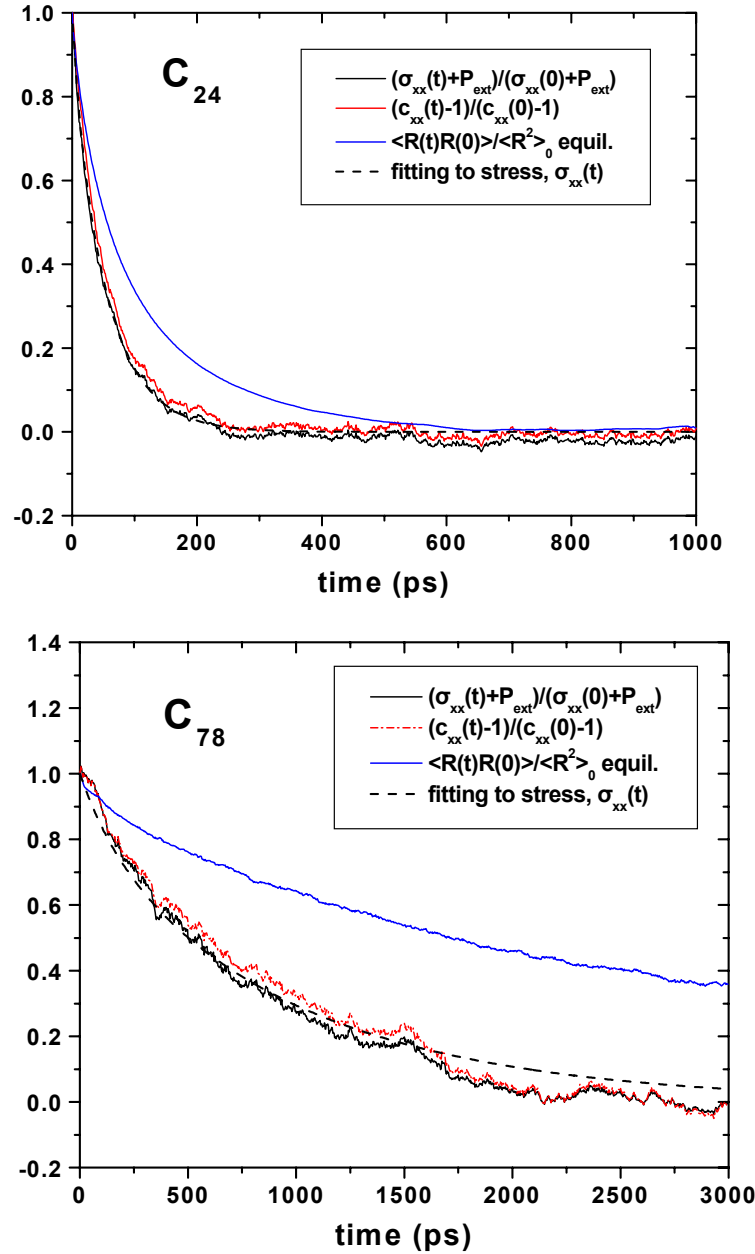 C24
(σxx(t)+Pext)/(σxx(0)+Pext)
(cxx(t)-1)/(cxx(0)-1)
<R(t)R(0)>/<R²>0 equil.
fitting to stress, σxx(t)
1.0
0.8
0.6
0.4
0.2
0.0
-0.2
0 200 400 600 800 1000
time (ps)
C78
(σxx(t)+Pext)/(σxx(0)+Pext)
(cxx(t)-1)/(cxx(0)-1)
<R(t)R(0)>/<R²>0 equil.
fitting to stress, σxx(t)
1.4
1.2
1.0
0.8
0.6
0.4
0.2
0.0
-0.2
0 500 1000 1500 2000 2500 3000
time (ps)